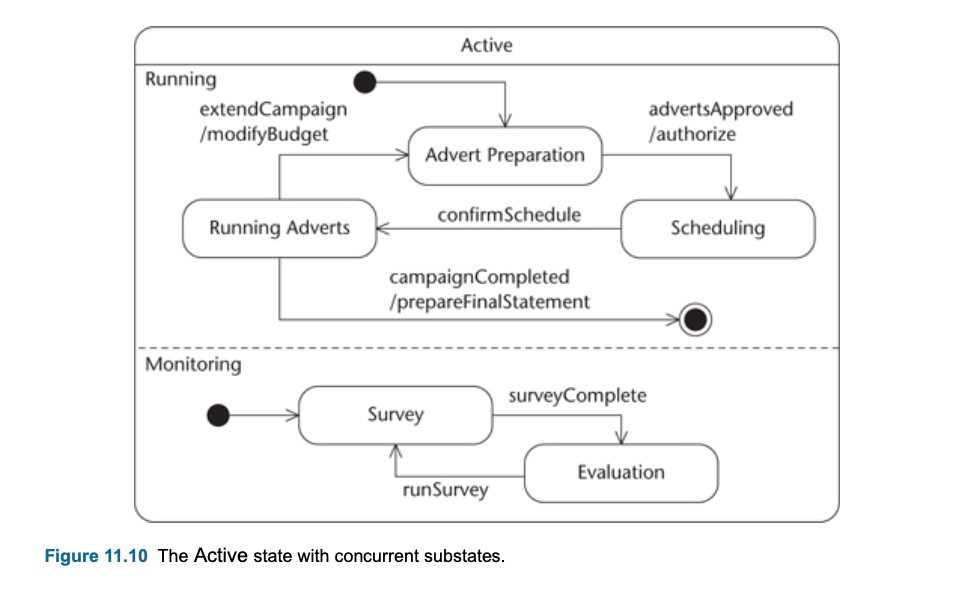 Active
Running
extendCampaign
/modifyBudget
advertsApproved
/authorize
Advert Preparation
Running Adverts
confirmSchedule
Scheduling
campaignCompleted
/prepareFinalStatement
Monitoring
Survey
surveyComplete
Evaluation
runSurvey
Figure 11.10 The Active state with concurrent substates.